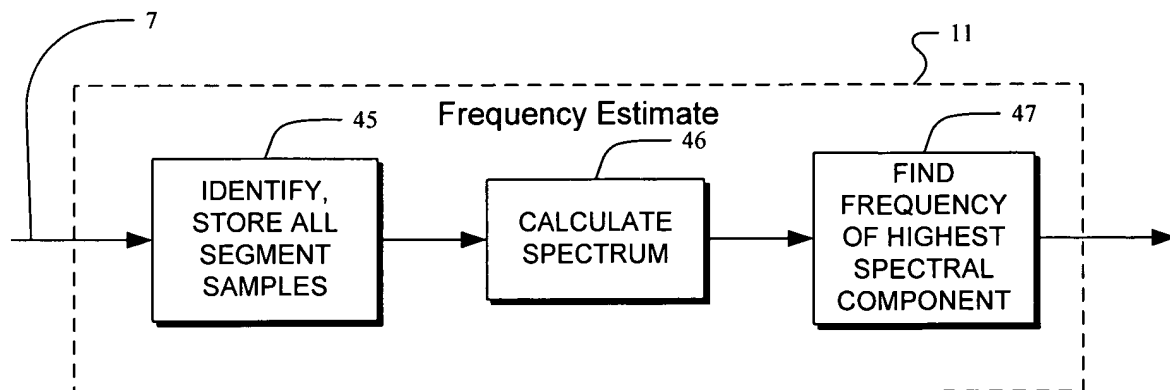 7
11
Frequency Estimate
45
46
47
IDENTIFY,
STORE ALL
SEGMENT
SAMPLES
CALCULATE
SPECTRUM
FIND
FREQUENCY
OF HIGHEST
SPECTRAL
COMPONENT